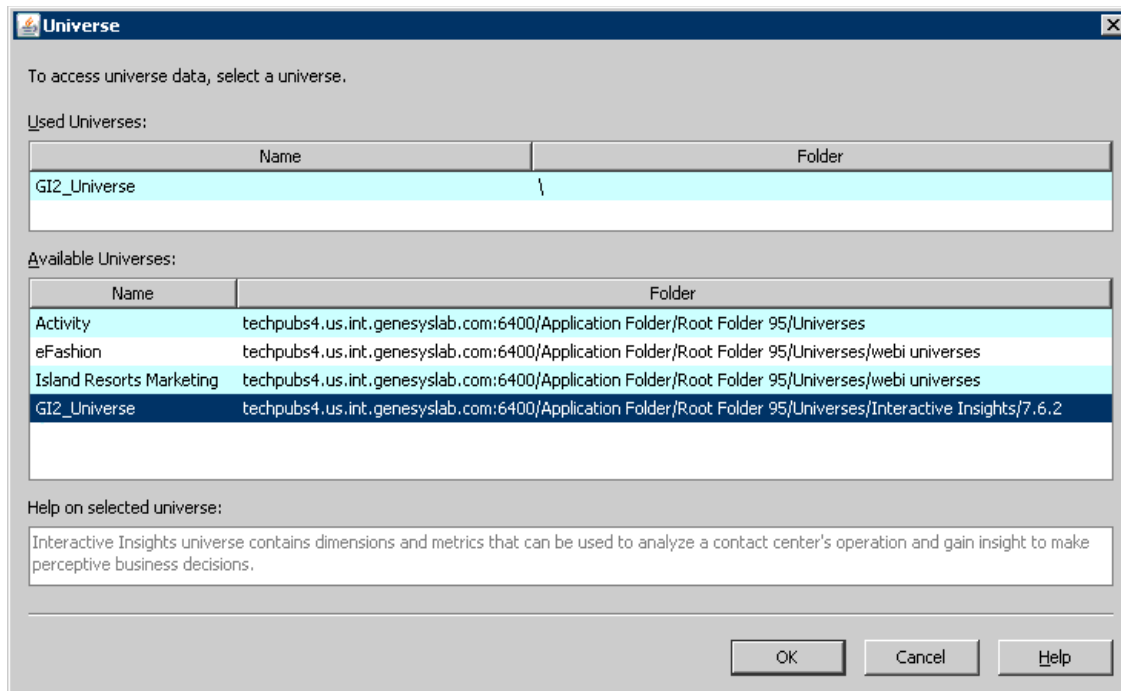 Universe
To access universe data, select a universe.
Used Universes:
Name Folder
GI2_Universe \
Available Universes:
Name Folder
Activity techpubs4.us.int.genesyslab.com:6400/Application Folder/Root Folder 95/Universes
eFashion techpubs4.us.int.genesyslab.com:6400/Application Folder/Root Folder 95/Universes/webi universes
Island Resorts Marketing techpubs4.us.int.genesyslab.com:6400/Application Folder/Root Folder 95/Universes/webi universes
GI2_Universe techpubs4.us.int.genesyslab.com:6400/Application Folder/Root Folder 95/Universes/Interactive Insights/7.6.2
Help on selected universe:
Interactive Insights universe contains dimensions and metrics that can be used to analyze a contact center's operation and gain insight to make
perceptive business decisions.
OK Cancel Help